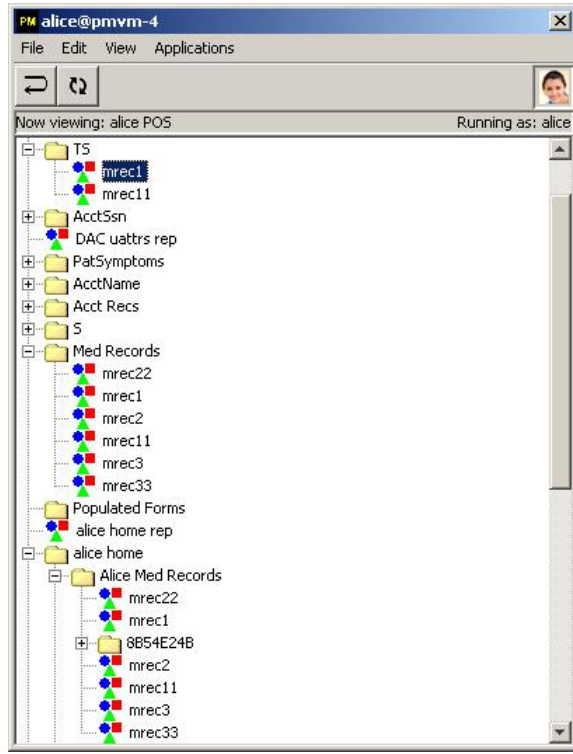 PM alice@pmvm-4
File Edit View Applications
Now viewing: alice POS Running as: alice
TS
mrec1
mrec11
AcctSsn
DAC uattrs rep
PatSymptoms
AcctName
Acct Recs
S
Med Records
mrec22
mrec1
mrec2
mrec11
mrec3
mrec33
Populated Forms
alice home rep
alice home
Alice Med Records
mrec22
mrec1
8B54E24B
mrec2
mrec11
mrec3
mrec33